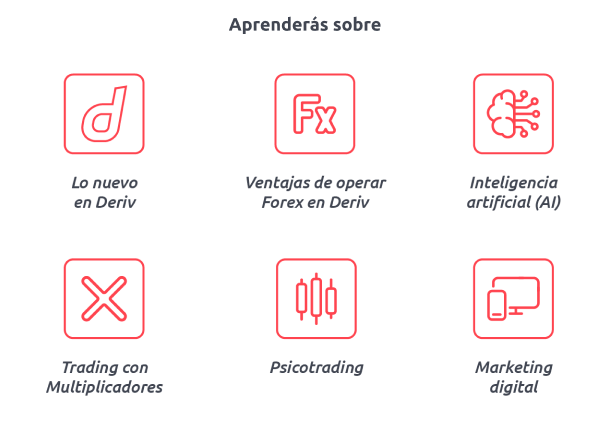 Aprenderás sobre
d
Fx
Lo nuevo
en Deriv
Ventajas de operar
Forex en Deriv
Inteligencia
artificial (AI)
Trading con
Multiplicadores
Psicotrading
Marketing
digital